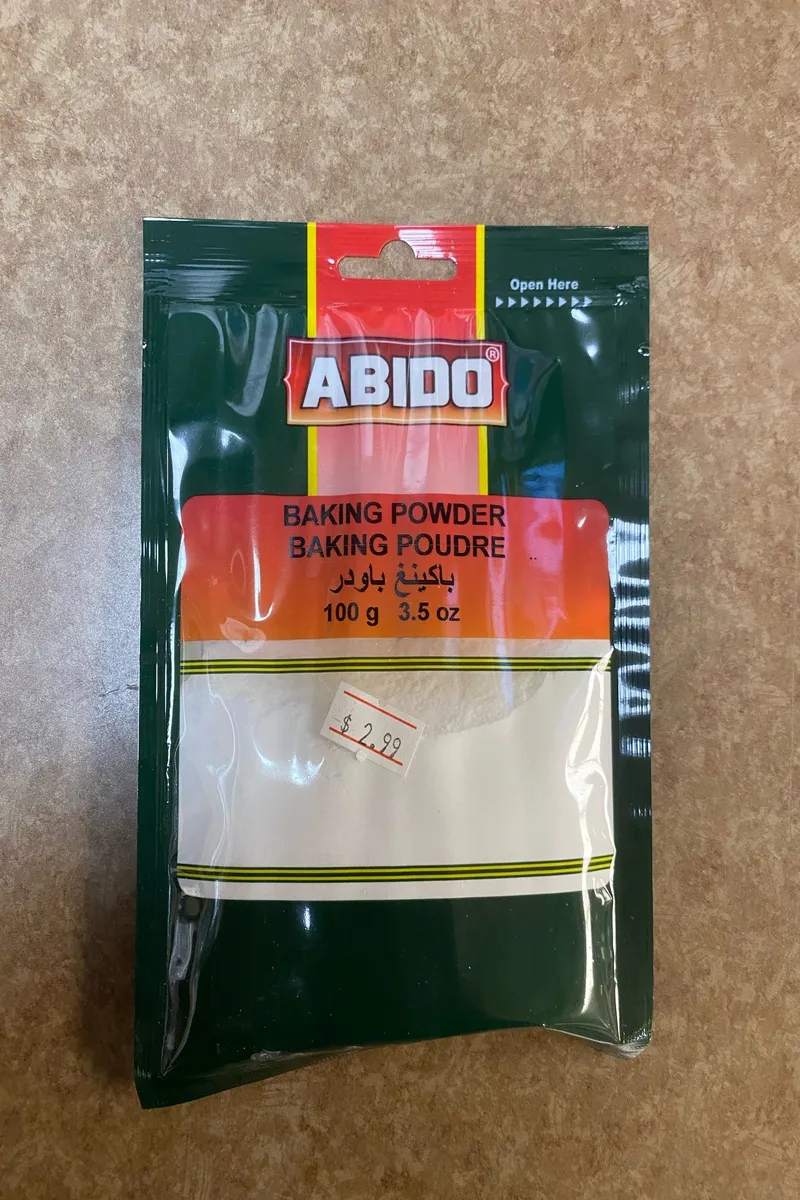 Open Here
ABIDO®
BAKING POWDER
BAKING POUDRE
باكينغ باودر
100 g 3.5 oz
$ 2.99